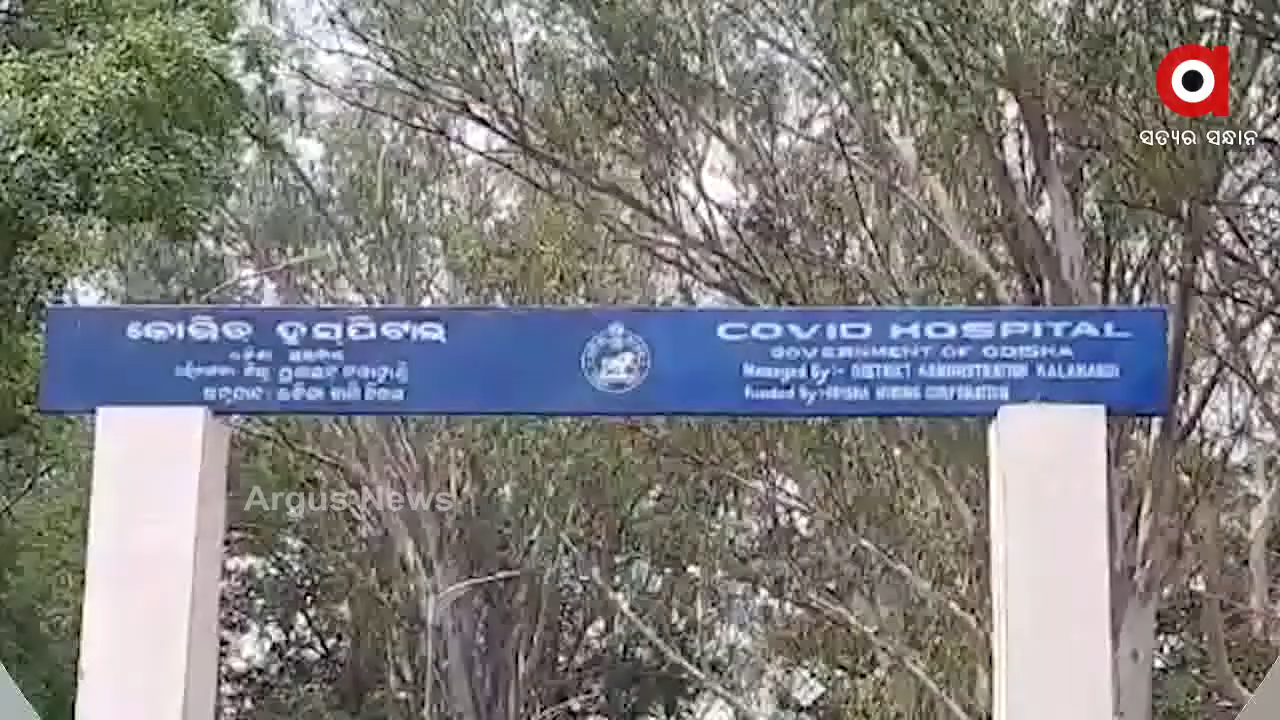 ସତ୍ୟର ସନ୍ଧାନ
କୋଭିଡ ହସ୍ପିଟାଲ
COVID HOSPITAL
GOVERNMENT OF ODISHA
Managed By:- DISTRICT ADMINISTRATION KALAHANDI
Funded By:- ODISHA MINING CORPORATION
Argus News